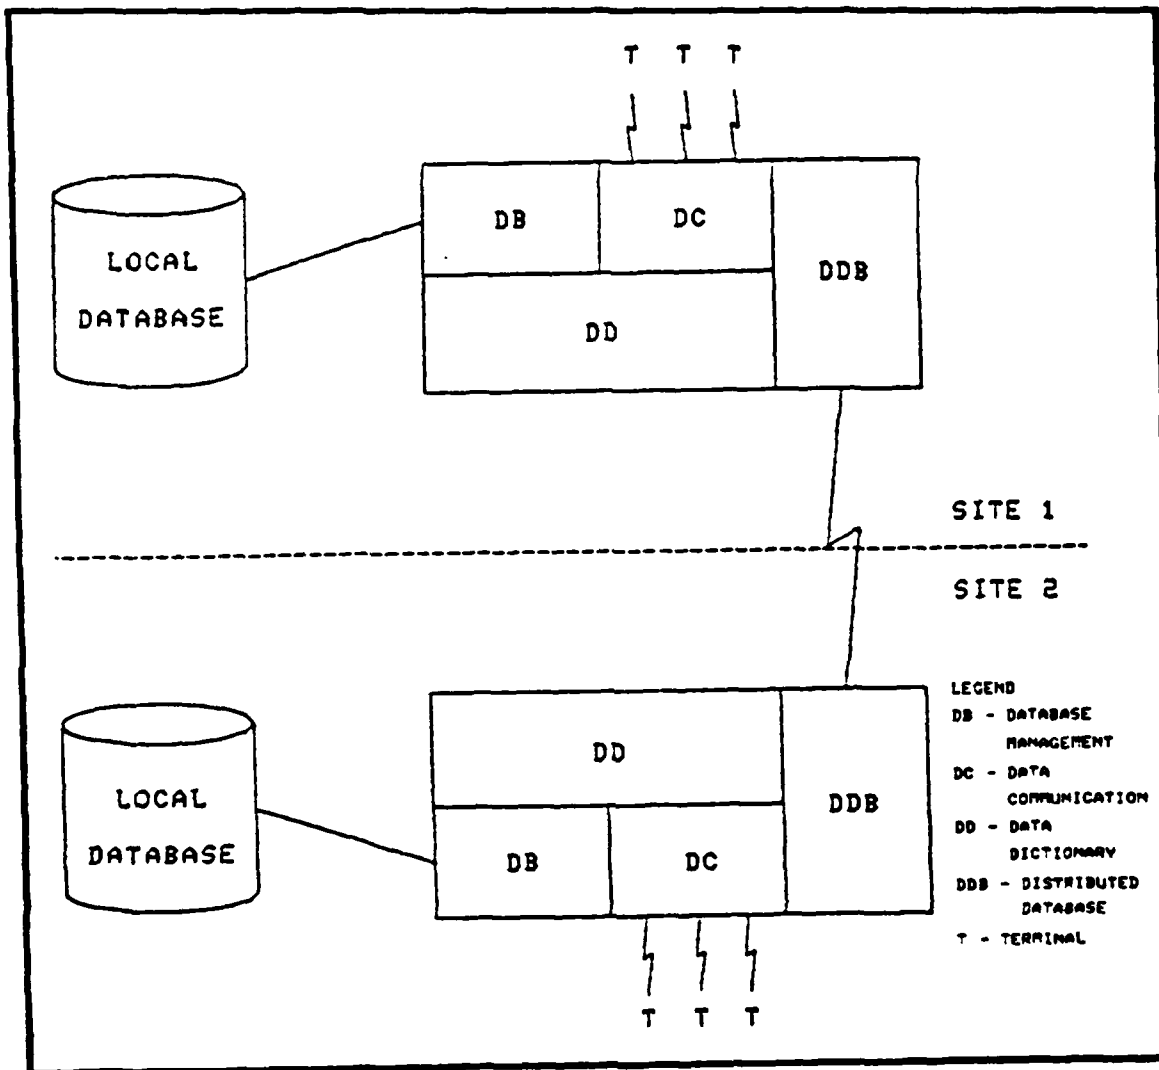 T T T
DB DC
LOCAL
DATABASE
DDB
DD
SITE 1
SITE 2
LEGEND
DB - DATABASE
MANAGEMENT
DC - DATA
COMMUNICATION
DD - DATA
DICTIONARY
DDB - DISTRIBUTED
DATABASE
T - TERMINAL
DD
LOCAL
DATABASE
DDB
DB DC
T T T